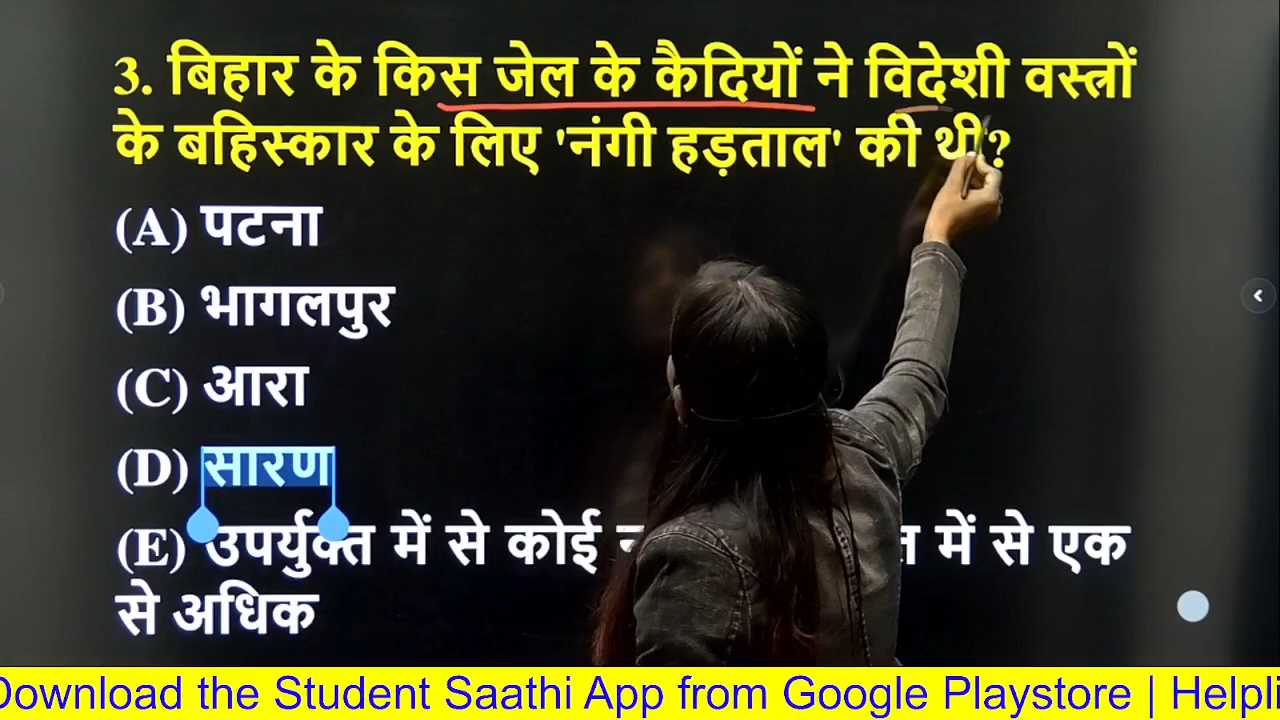 3. बिहार के किस जेल के कैदियों ने विदेशी वस्त्रों
के बहिस्कार के लिए 'नंगी हड़ताल' की थी?
(A) पटना
(B) भागलपुर
(C) आरा
(D) सारण
(E) उपर्युक्त में से कोई में से एक
से अधिक
Download the Student Saathi App from Google Playstore |